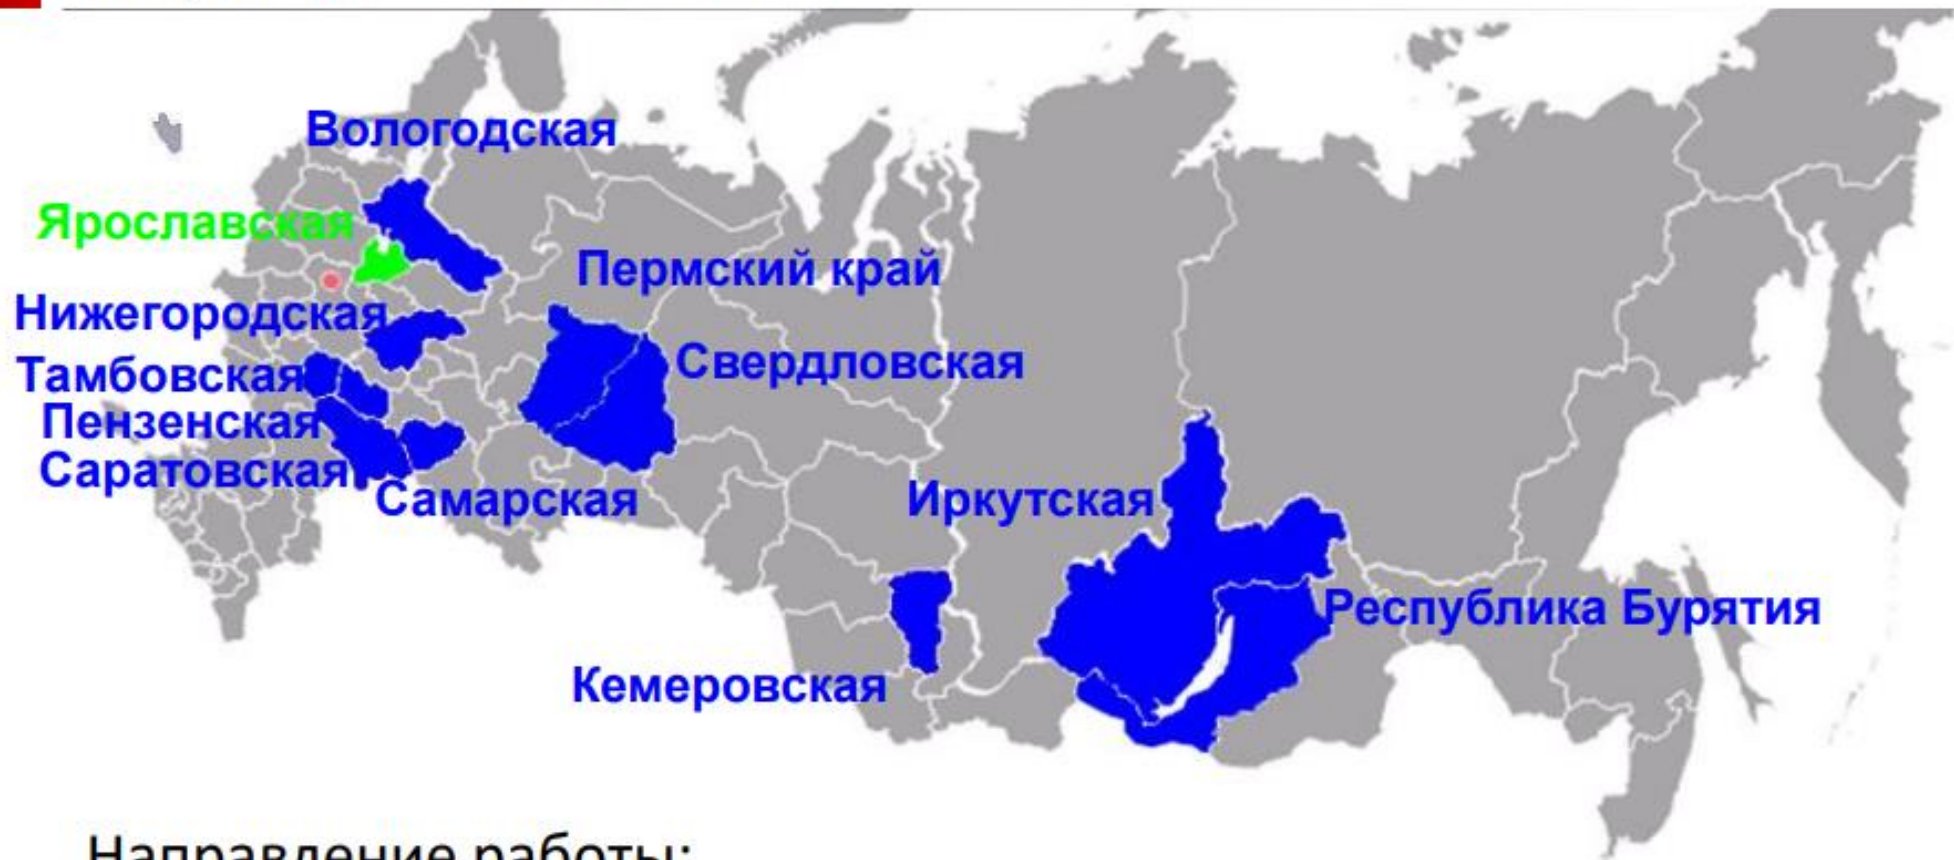 Вологодская
Ярославская
Пермский край
Нижегородская
Свердловская
Тамбовская
Пензенская
Саратовская
Самарская
Иркутская
Республика Бурятия
Кемеровская
Направление работы: